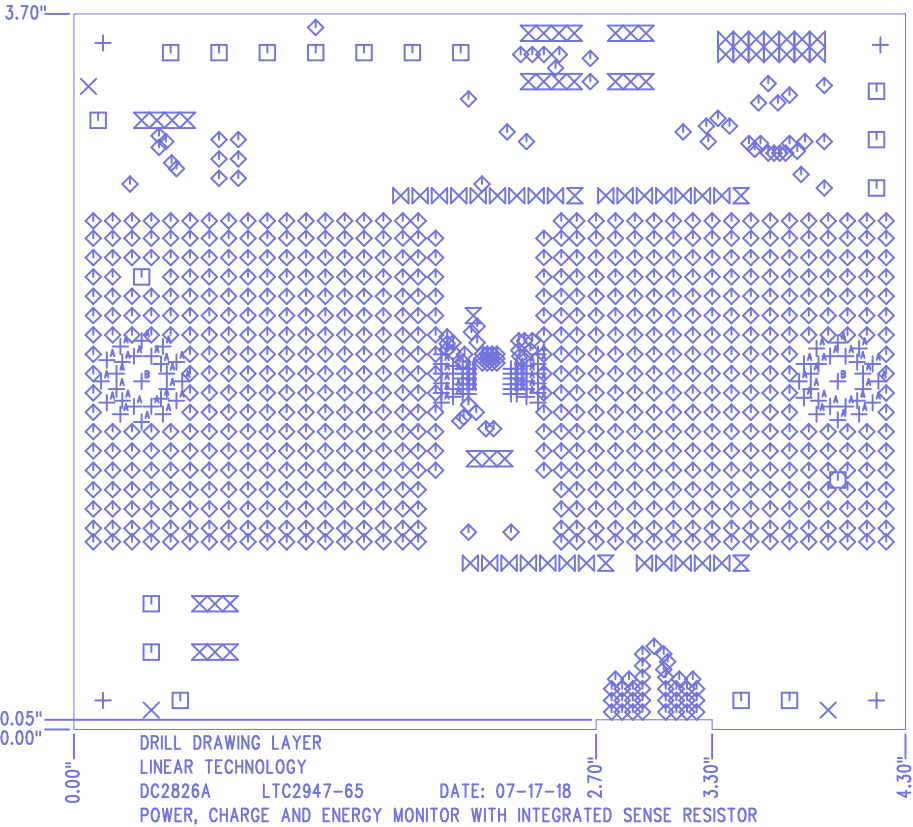 3.70"
0.05"
0.00"
0.00"
2.70"
3.30"
4.30"
DRILL DRAWING LAYER
LINEAR TECHNOLOGY
DC2826A LTC2947-65 DATE: 07-17-18
POWER, CHARGE AND ENERGY MONITOR WITH INTEGRATED SENSE RESISTOR
B
B